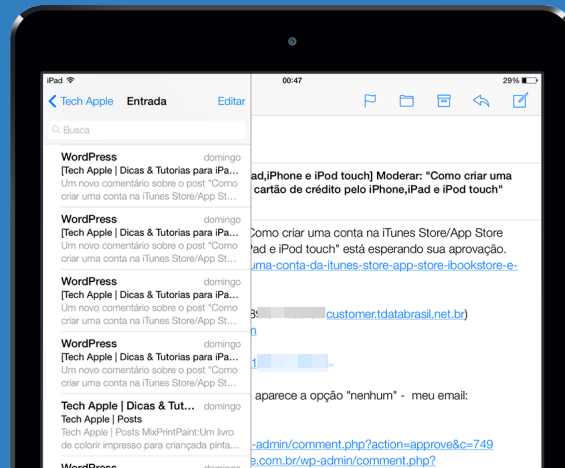 iPad
00:47
29%
Tech Apple
Entrada
Editar
Busca
WordPress domingo
[Tech Apple | Dicas & Tutorias para iPa...
Um novo comentário sobre o post "Como
criar uma conta na iTunes Store/App St...
WordPress domingo
[Tech Apple | Dicas & Tutorias para iPa...
Um novo comentário sobre o post "Como
criar uma conta na iTunes Store/App St...
WordPress domingo
[Tech Apple | Dicas & Tutorias para iPa...
Um novo comentário sobre o post "Como
criar uma conta na iTunes Store/App St...
WordPress domingo
[Tech Apple | Dicas & Tutorias para iPa...
Um novo comentário sobre o post "Como
criar uma conta na iTunes Store/App St...
Tech Apple | Dicas & Tut... domingo
Tech Apple | Posts
Tech Apple | Posts MixPrintPaint:Um livro
de colorir impresso para criançada pinta...
WordPress domingo
ad,iPhone e iPod touch] Moderar: "Como criar uma
cartão de crédito pelo iPhone,iPad e iPod touch"
Como criar uma conta na iTunes Store/App Store
Pad e iPod touch" está esperando sua aprovação.
uma-conta-da-itunes-store-app-store-ibookstore-e-
customer.tdatabrasil.net.br)
aparece a opção "nenhum" - meu email:
-admin/comment.php?action=approve&c=749
e.com.br/wp-admin/comment.php?